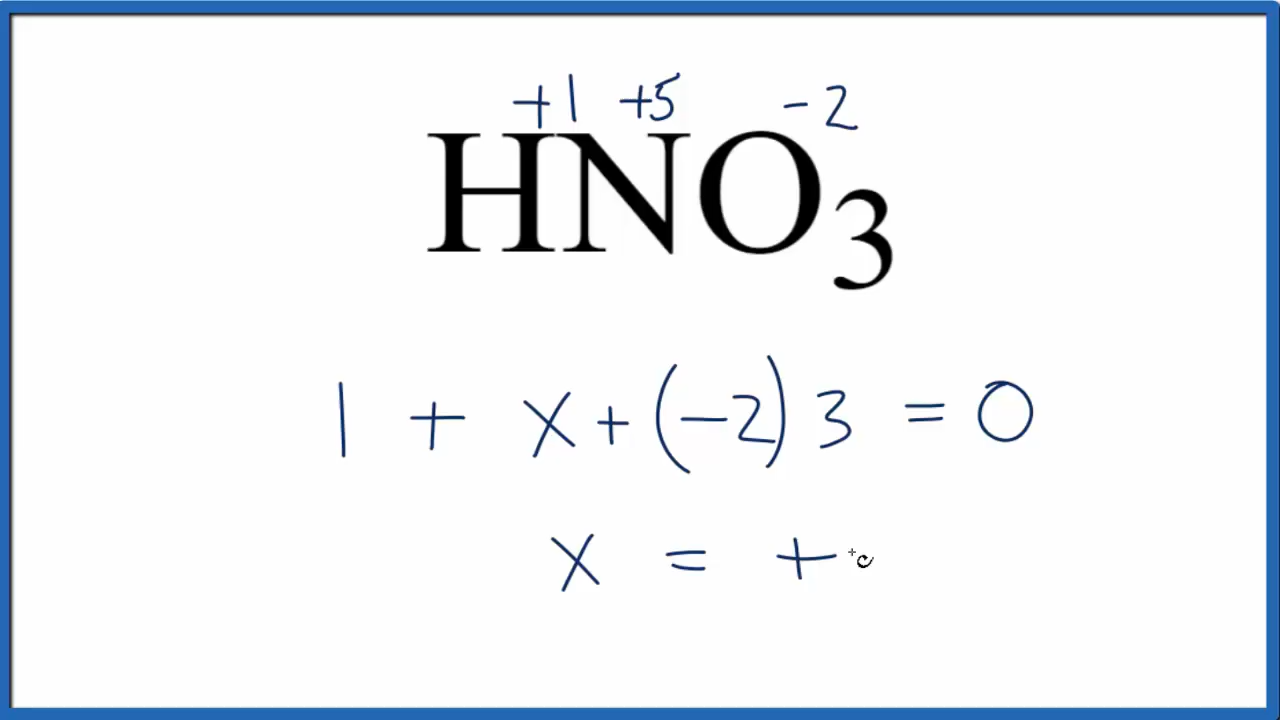 +1 +5 -2
HNO₃
1 + x + (-2) 3 = 0
x = +